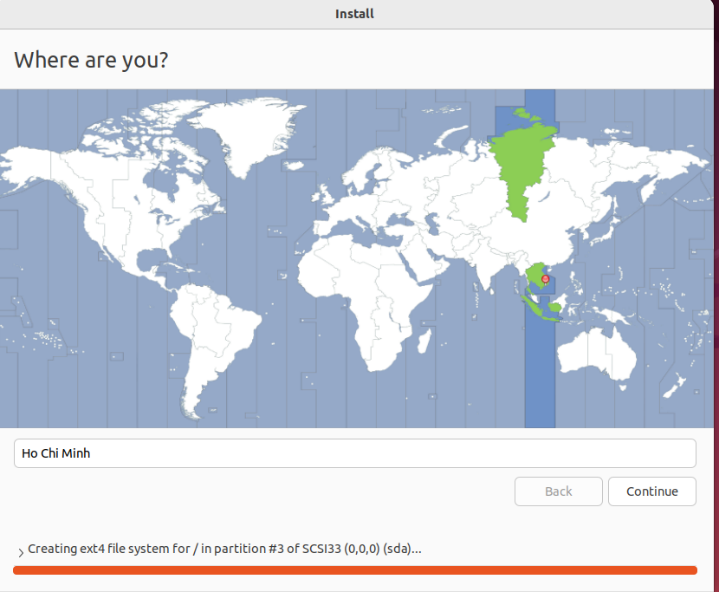 Install
Where are you?
Ho Chi Minh
Back
Continue
Creating ext4 file system for / in partition #3 of SCSI33 (0,0,0) (sda)...